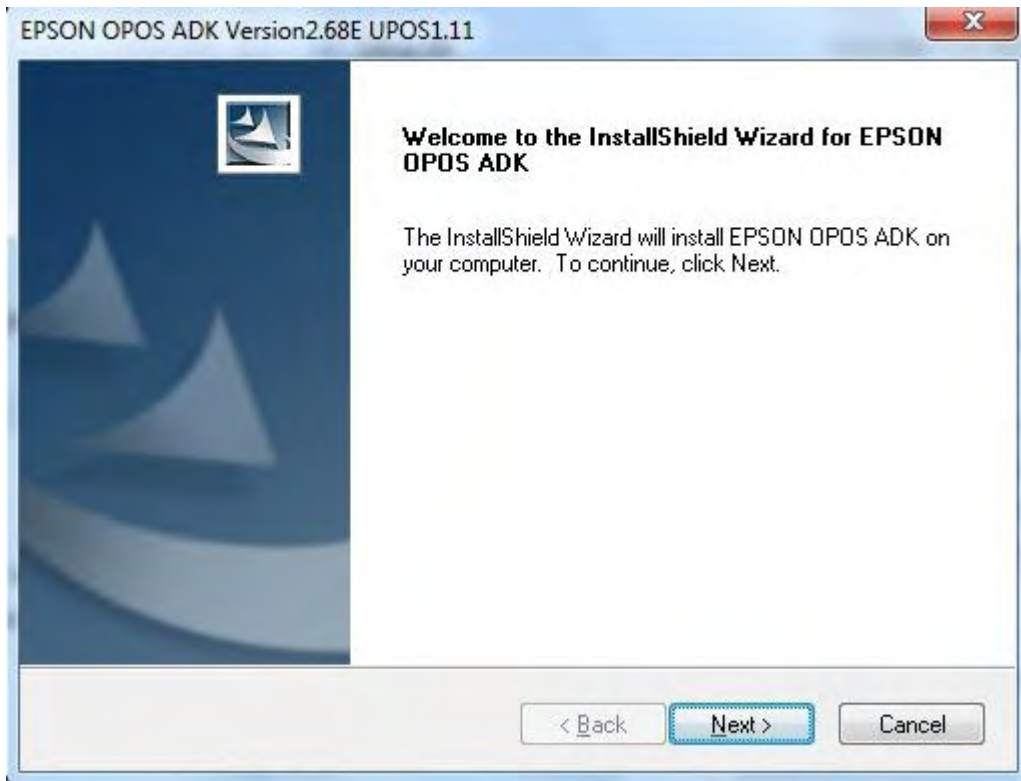 EPSON OPOS ADK Version2.68E UPOS1.11
Welcome to the InstallShield Wizard for EPSON
OPOS ADK
The InstallShield Wizard will install EPSON OPOS ADK on
your computer.  To continue, click Next.
< Back  Next >  Cancel